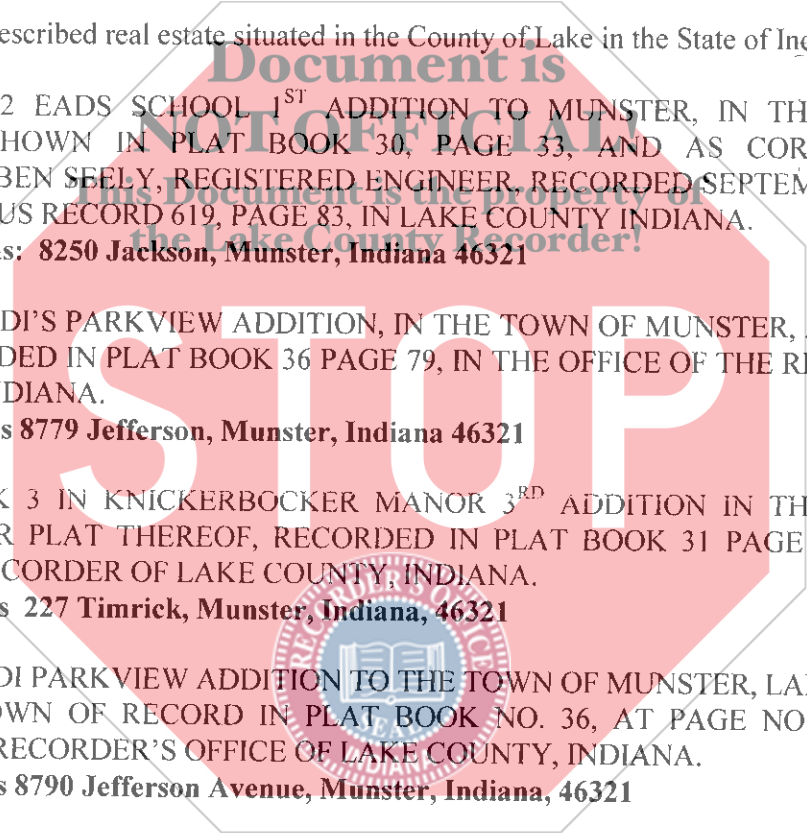 escribed real estate situated in the County of Lake in the State of In
Document is
2 EADS SCHOOL 1ST ADDITION TO MUNSTER, IN TH
NOT OFFICIAL!
HOWN IN PLAT BOOK 30, PAGE 33, AND AS COR
BEN SEELY, REGISTERED ENGINEER, RECORDED SEPTEM
This Document is the property of
US RECORD 619, PAGE 83, IN LAKE COUNTY INDIANA.
the Lake County Recorder!
s: 8250 Jackson, Munster, Indiana 46321
DI'S PARKVIEW ADDITION, IN THE TOWN OF MUNSTER,
DED IN PLAT BOOK 36 PAGE 79, IN THE OFFICE OF THE R
NDIANA.
STOP
s 8779 Jefferson, Munster, Indiana 46321
K 3 IN KNICKERBOCKER MANOR 3RD ADDITION IN TH
R PLAT THEREOF, RECORDED IN PLAT BOOK 31 PAGE
CORDER OF LAKE COUNTY, INDIANA.
s 227 Timrick, Munster, Indiana, 46321
RECORDER'S OFFICE
DI PARKVIEW ADDITION TO THE TOWN OF MUNSTER, LA
OWN OF RECORD IN PLAT BOOK NO. 36, AT PAGE NO
SEAL
RECORDER'S OFFICE OF LAKE COUNTY, INDIANA.
INDIANA
s 8790 Jefferson Avenue, Munster, Indiana, 46321